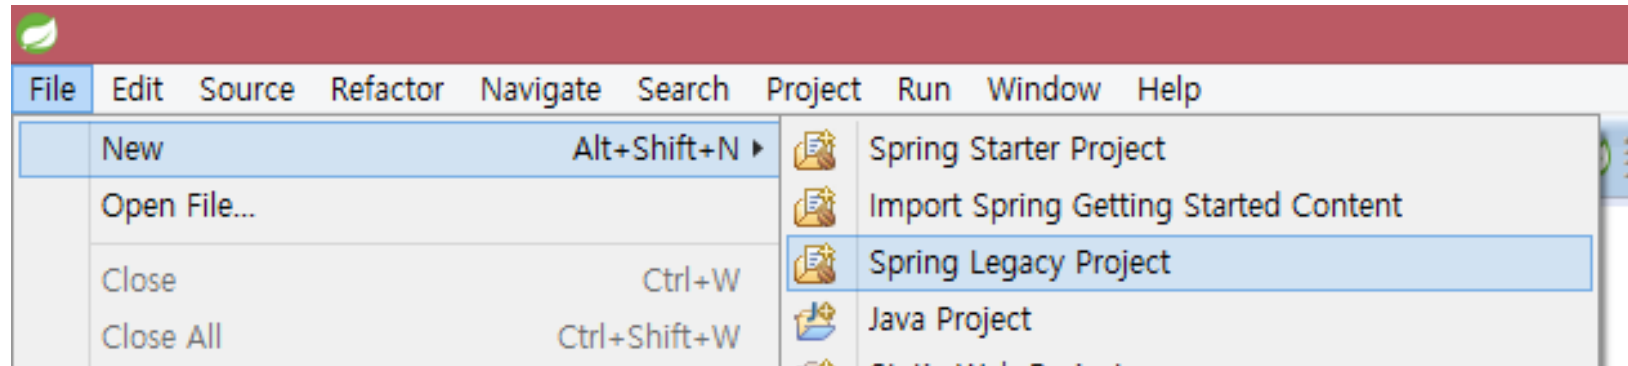 File Edit Source Refactor Navigate Search Project Run Window Help
New Alt+Shift+N
Open File...
Close Ctrl+W
Close All Ctrl+Shift+W
Spring Starter Project
Import Spring Getting Started Content
Spring Legacy Project
Java Project